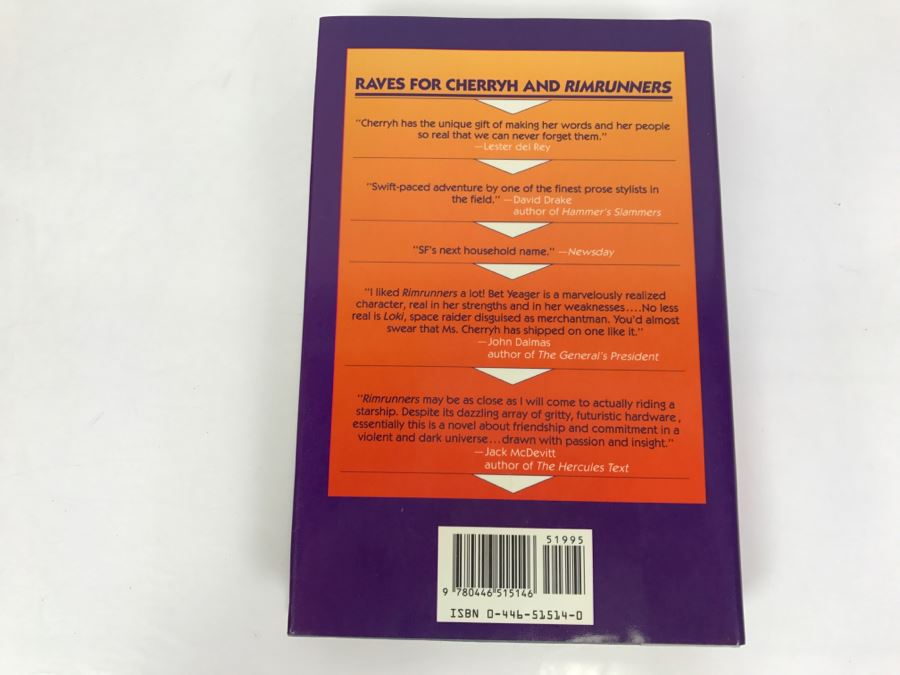 RAVES FOR CHERRYH AND RIMRUNNERS
"Cherryh has the unique gift of making her words and her people
so real that we can never forget them."
—Lester del Rey
"Swift-paced adventure by one of the finest prose stylists in
the field." —David Drake
author of Hammer's Slammers
"SF's next household name." —Newsday
"I liked Rimrunners a lot! Bet Yeager is a marvelously realized
character, real in her strengths and in her weaknesses....No less
real is Loki, space raider disguised as merchantman. You'd almost
swear that Ms. Cherryh has shipped on one like it."
—John Dalmas
author of The General's President
"Rimrunners may be as close as I will come to actually riding a
starship. Despite its dazzling array of gritty, futuristic hardware,
essentially this is a novel about friendship and commitment in a
violent and dark universe...drawn with passion and insight."
—Jack McDevitt
author of The Hercules Text
51995
9 780446 515146
ISBN 0-446-51514-0